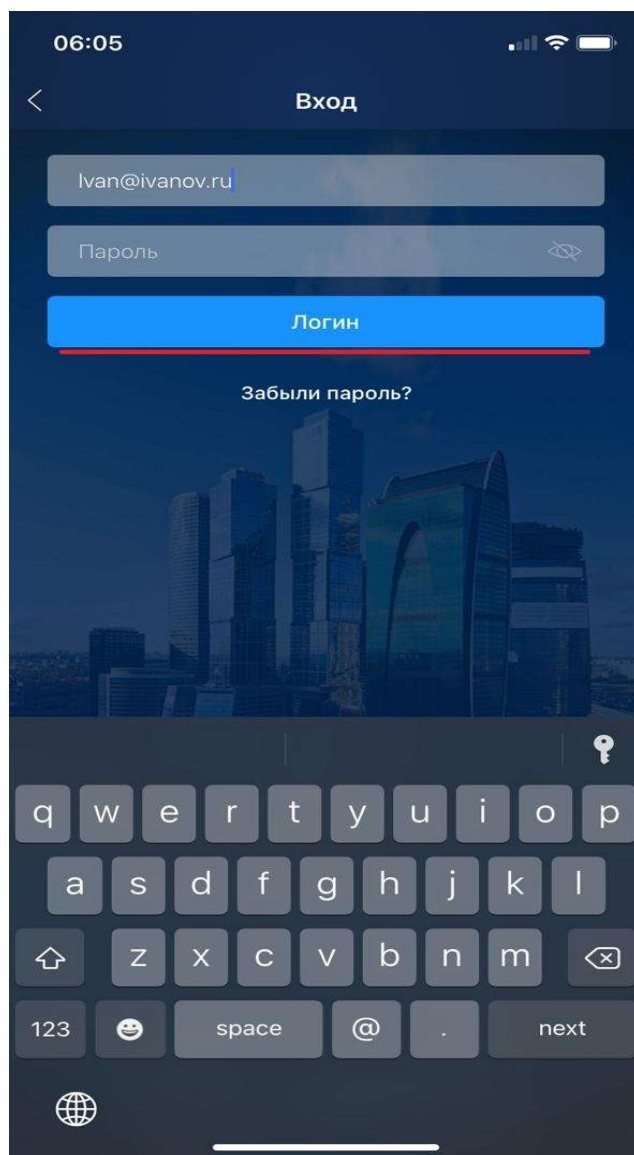 06:05
Вход
Ivan@ivanov.ru
Пароль
Логин
Забыли пароль?
q w e r t y u i o p
a s d f g h j k l
z x c v b n m
123 space @ . next